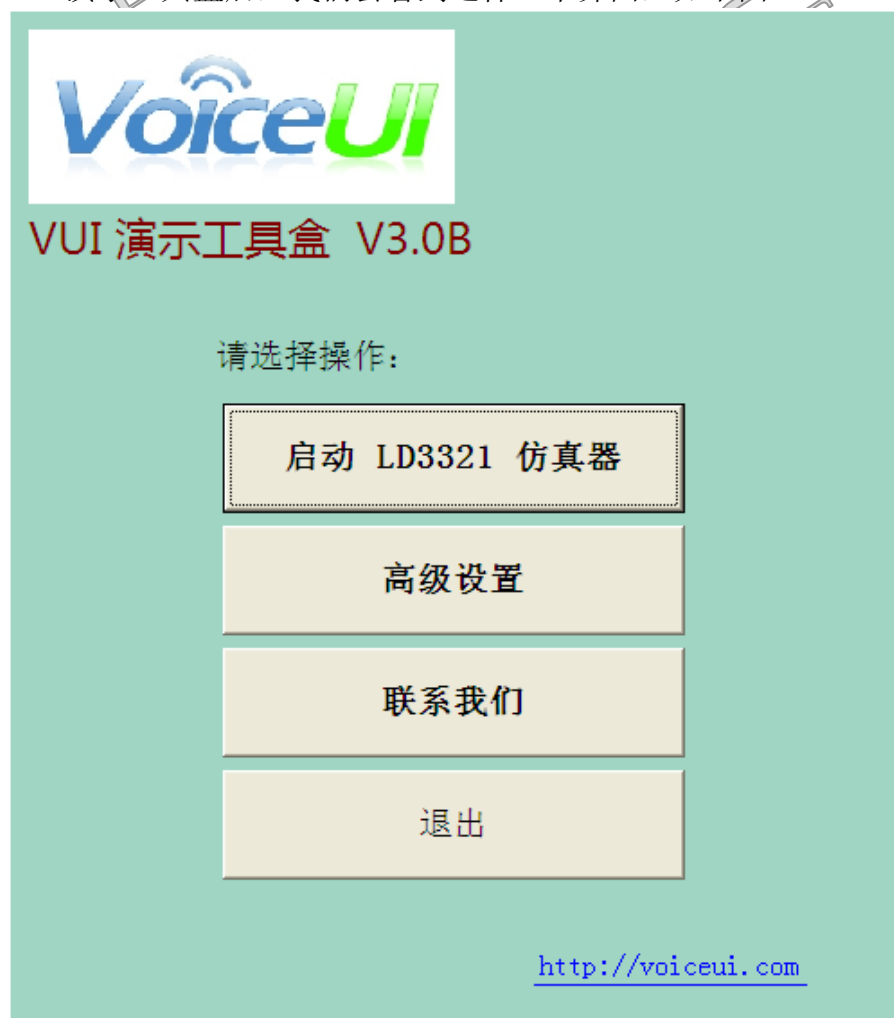 VoiceUI
VUI 演示工具盒 V3.0B
请选择操作：
启动 LD3321 仿真器
高级设置
联系我们
退出
http://voiceui.com